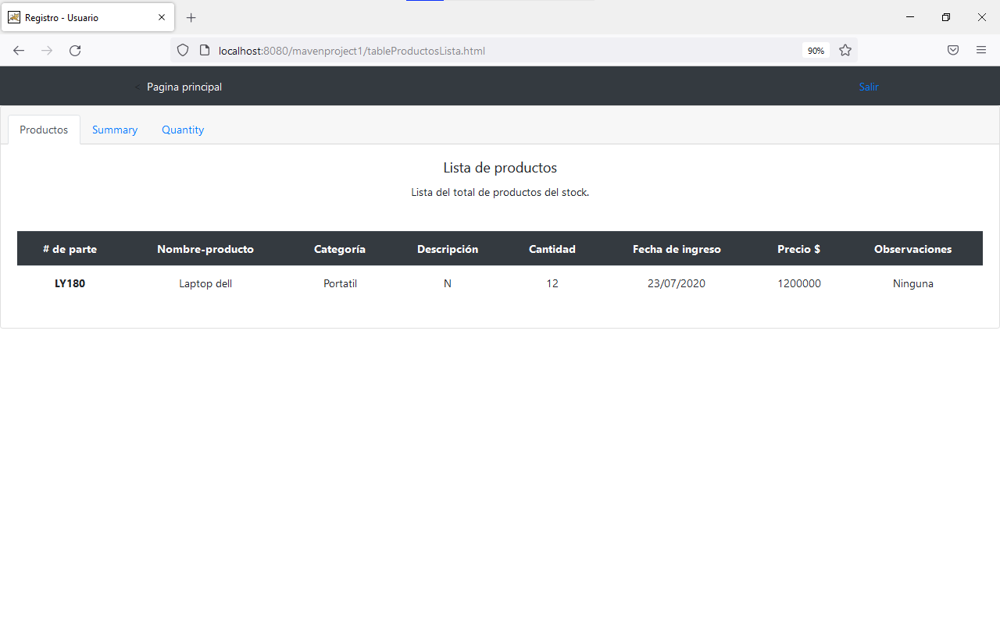 Registro - Usuario
localhost:8080/mavenproject1/tableProductosLista.html 90%
< Pagina principal Salir
Productos Summary Quantity
Lista de productos
Lista del total de productos del stock.
# de parte Nombre-producto Categoría Descripción Cantidad Fecha de ingreso Precio $ Observaciones
LY180 Laptop dell Portatil N 12 23/07/2020 1200000 Ninguna